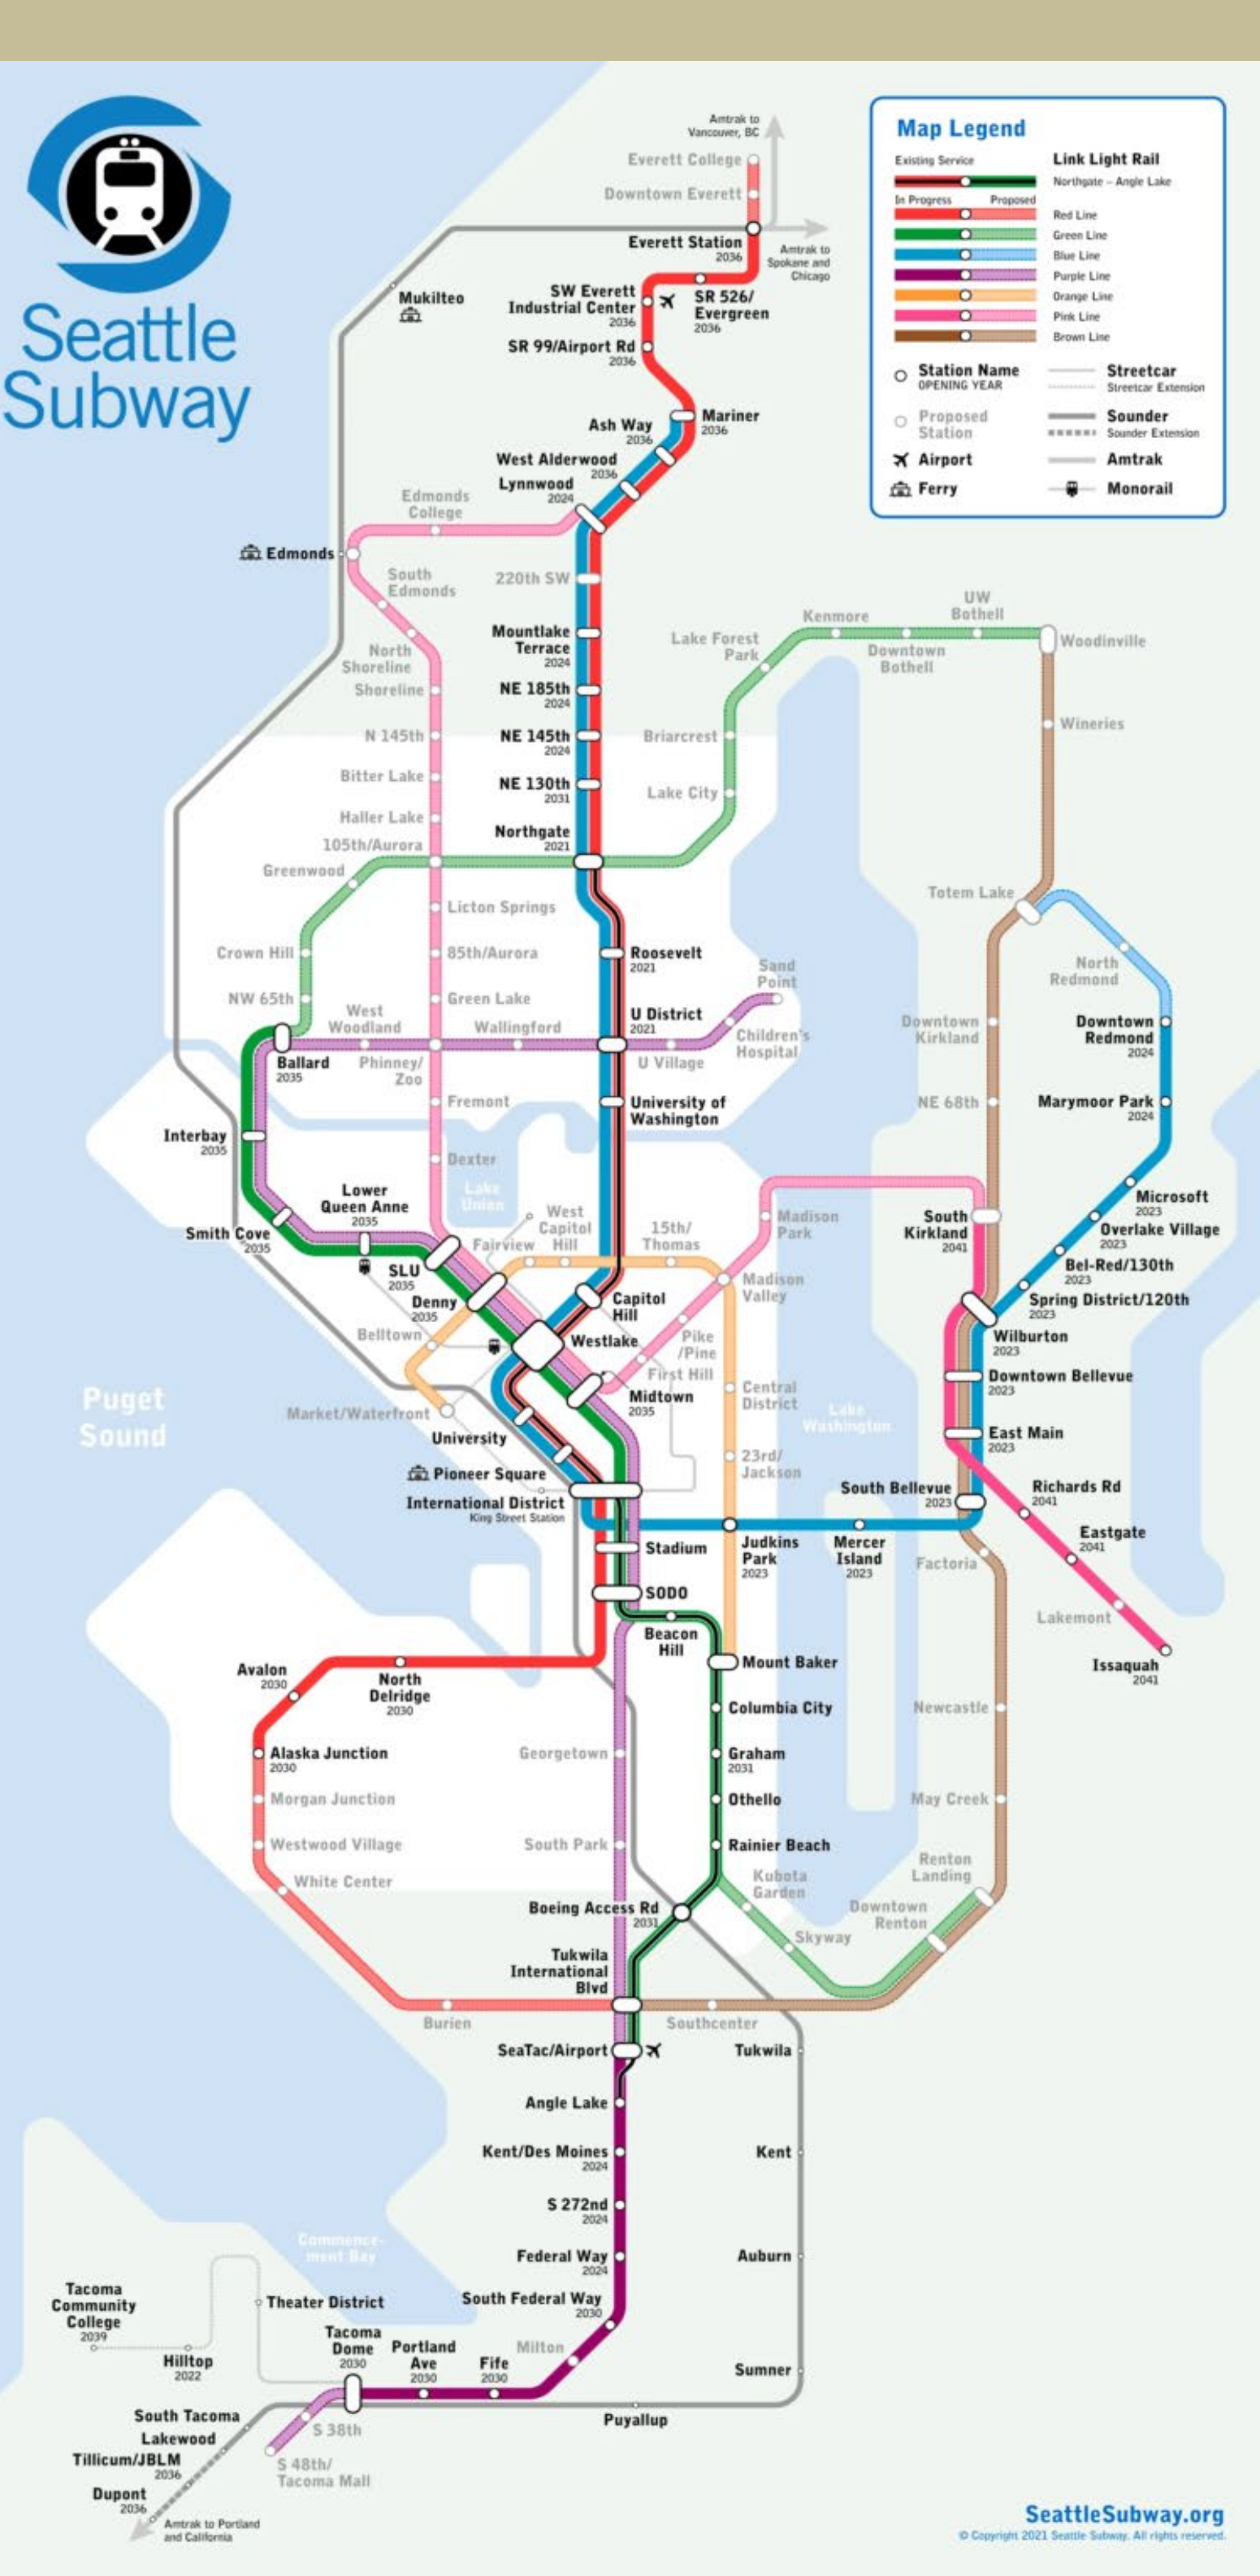 Seattle
Subway
Map Legend
Existing Service
Link Light Rail
Northgate – Angle Lake
In Progress
Proposed
Red Line
Green Line
Blue Line
Purple Line
Orange Line
Pink Line
Brown Line
Station Name
OPENING YEAR
Streetcar
Streetcar Extension
Proposed
Station
Sounder
Sounder Extension
Airport
Amtrak
Ferry
Monorail
Amtrak to
Vancouver, BC
Everett College
Downtown Everett
Everett Station
2036
Amtrak to
Spokane and
Chicago
Mukilteo
SW Everett
Industrial Center
2036
SR 526/
Evergreen
2036
SR 99/Airport Rd
2036
Mariner
2036
Ash Way
2036
West Alderwood
2036
Lynnwood
2024
Edmonds
College
Edmonds
South
Edmonds
220th SW
Mountlake
Terrace
2024
North
Shoreline
Shoreline
NE 185th
2024
N 145th
NE 145th
2024
Bitter Lake
NE 130th
2031
Haller Lake
Northgate
2021
105th/Aurora
Greenwood
Kenmore
UW
Bothell
Lake Forest
Park
Downtown
Bothell
Woodinville
Wineries
Briarcrest
Lake City
Totem Lake
North
Redmond
Licton Springs
Crown Hill
85th/Aurora
Roosevelt
2021
Sand
Point
NW 65th
Green Lake
West
Woodland
Wallingford
U District
2021
Children's
Hospital
Ballard
2035
Phinney/
Zoo
U Village
Downtown
Kirkland
Downtown
Redmond
2024
Fremont
University of
Washington
NE 68th
Marymoor Park
2024
Interbay
2035
Dexter
Lake
Union
Lower
Queen Anne
2035
Smith Cove
2035
West
Capitol
Hill
Fairview
15th/
Thomas
Madison
Park
South
Kirkland
2041
Microsoft
2023
Overlake Village
2023
Bel-Red/130th
2023
Spring District/120th
2023
SLU
2035
Denny
2035
Capitol
Hill
Madison
Valley
Belltown
Westlake
Pike
/Pine
First Hill
Wilburton
2023
Downtown Bellevue
2023
Midtown
2035
Central
District
Puget
Sound
Lake
Washington
Market/Waterfront
University
East Main
2023
23rd/
Jackson
Pioneer Square
International District
King Street Station
South Bellevue
2023
Richards Rd
2041
Eastgate
2041
Stadium
Judkins
Park
2023
Mercer
Island
2023
Factoria
SODO
Lakemont
Beacon
Hill
Issaquah
2041
Avalon
2030
North
Delridge
2030
Mount Baker
Columbia City
Newcastle
Alaska Junction
2030
Georgetown
Graham
2031
Morgan Junction
Othello
May Creek
Westwood Village
South Park
Rainier Beach
White Center
Kubota
Garden
Renton
Landing
Boeing Access Rd
2031
Downtown
Renton
Skyway
Tukwila
International
Blvd
Burien
Southcenter
SeaTac/Airport
Tukwila
Angle Lake
Kent/Des Moines
2024
Kent
S 272nd
2024
Commence-
ment Bay
Federal Way
2024
Auburn
Tacoma
Community
College
2039
Theater District
South Federal Way
2030
Hilltop
2022
Tacoma
Dome
2030
Portland
Ave
2030
Fife
2030
Milton
Sumner
South Tacoma
S 38th
Puyallup
Lakewood
Tillicum/JBLM
2036
S 48th/
Tacoma Mall
Dupont
2036
Amtrak to Portland
and California
SeattleSubway.org
© Copyright 2021 Seattle Subway. All rights reserved.